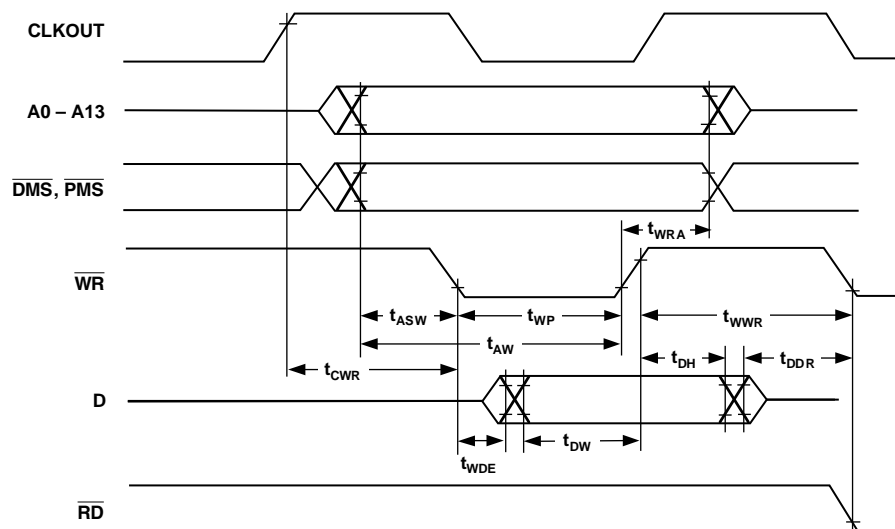 CLKOUT
A0 – A13
DMS, PMS
tWRA
WR
tASW
tWP
tWWR
tAW
tDH
tDDR
tCWR
D
tDW
tWDE
RD